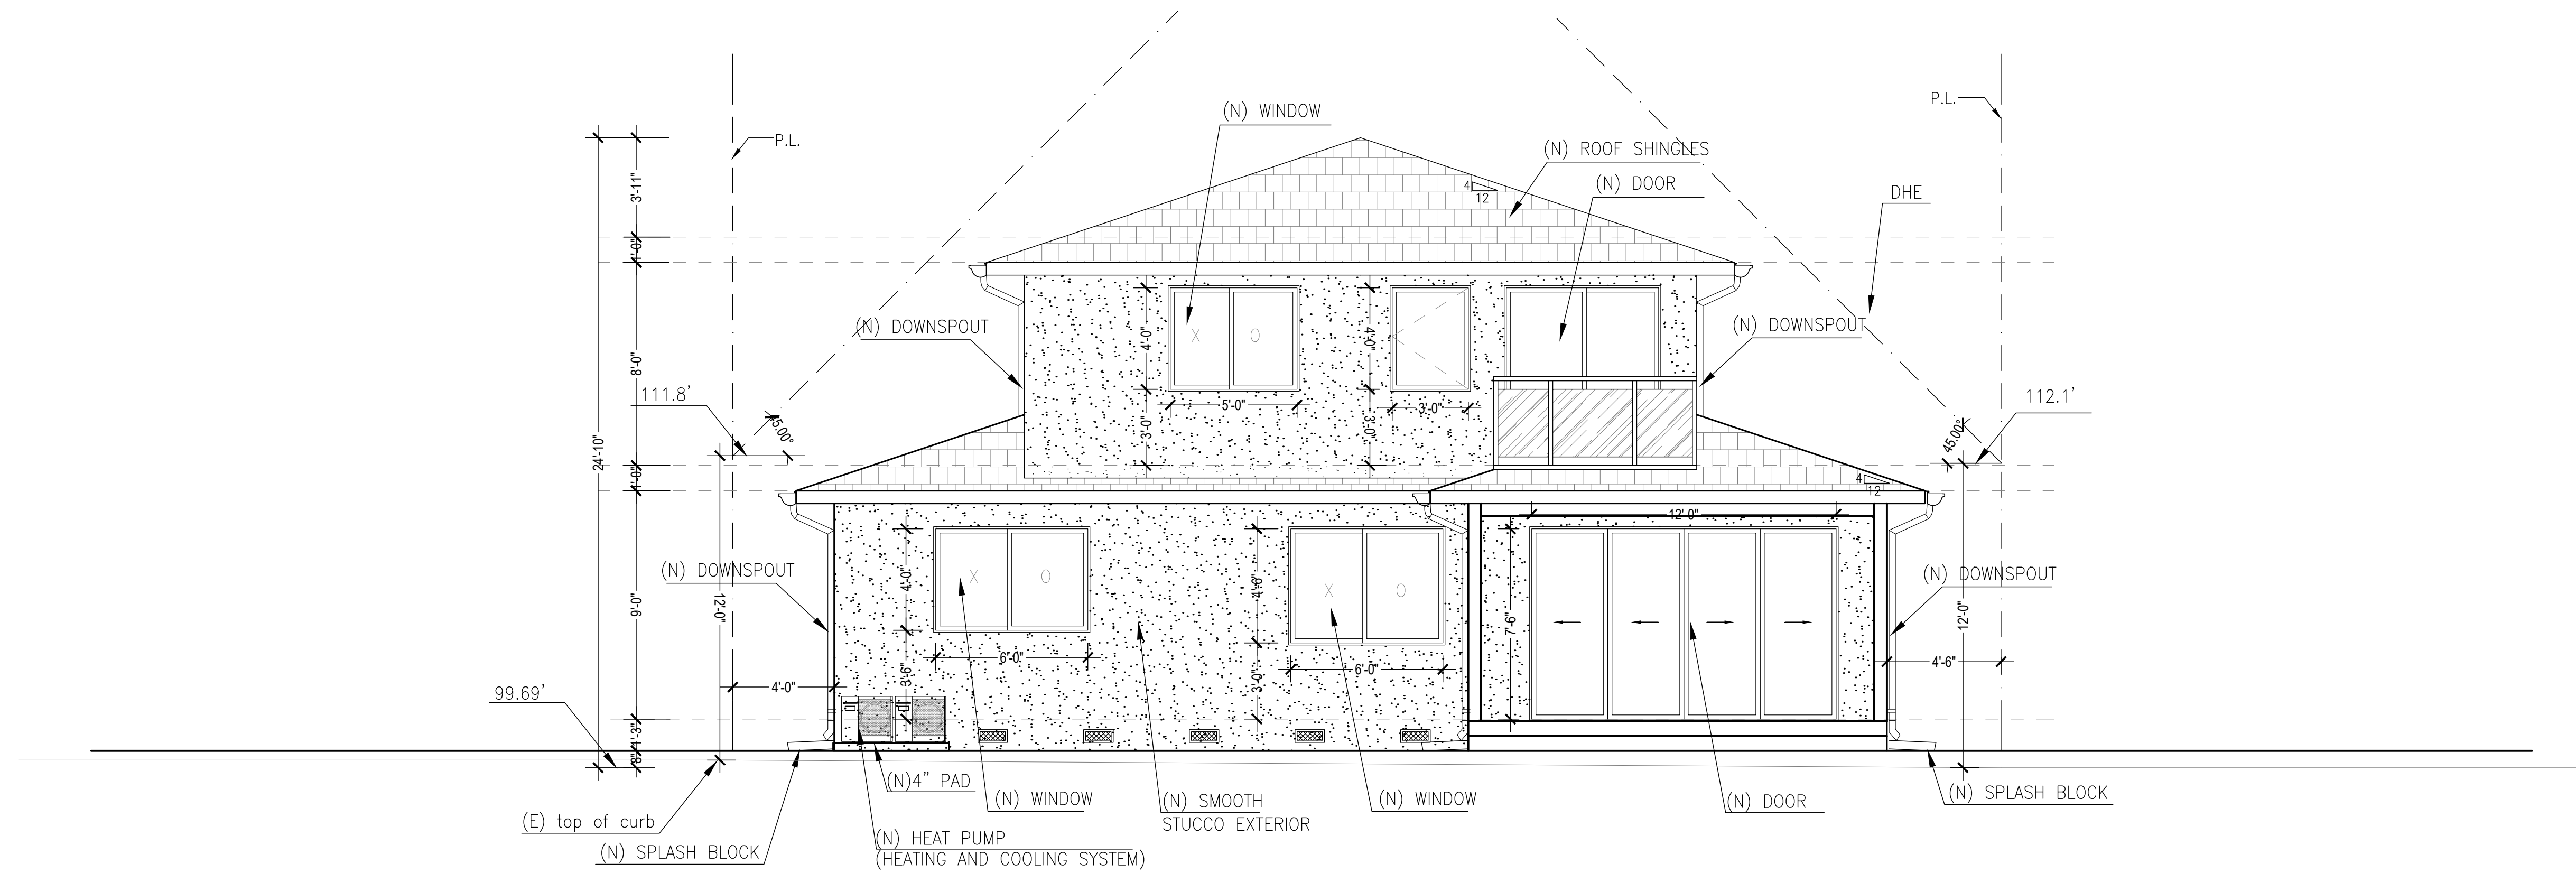 (N) WINDOW
P.L.
P.L.
(N) ROOF SHINGLES
4
12
(N) DOOR
DHE
3'-11"
1'-0"
8'-0"
(N) DOWNSPOUT
(N) DOWNSPOUT
4'-0"
X
O
4'-0"
111.8'
5'-0"
3'-0"
112.1'
45.00°
45.00°
3'-0"
3'-0"
24'-10"
1'-0"
4
12
12'-0"
(N) DOWNSPOUT
4'-0"
X
O
4'-6"
X
O
(N) DOWNSPOUT
9'-0"
12'-0"
7'-6"
12'-0"
6'-0"
3'-6"
6'-0"
3'-0"
4'-6"
4'-0"
99.69'
1'-3"
8"
(N)4" PAD
(N) WINDOW
(N) SMOOTH
STUCCO EXTERIOR
(N) WINDOW
(N) DOOR
(N) SPLASH BLOCK
(E) top of curb
(N) HEAT PUMP
(HEATING AND COOLING SYSTEM)
(N) SPLASH BLOCK